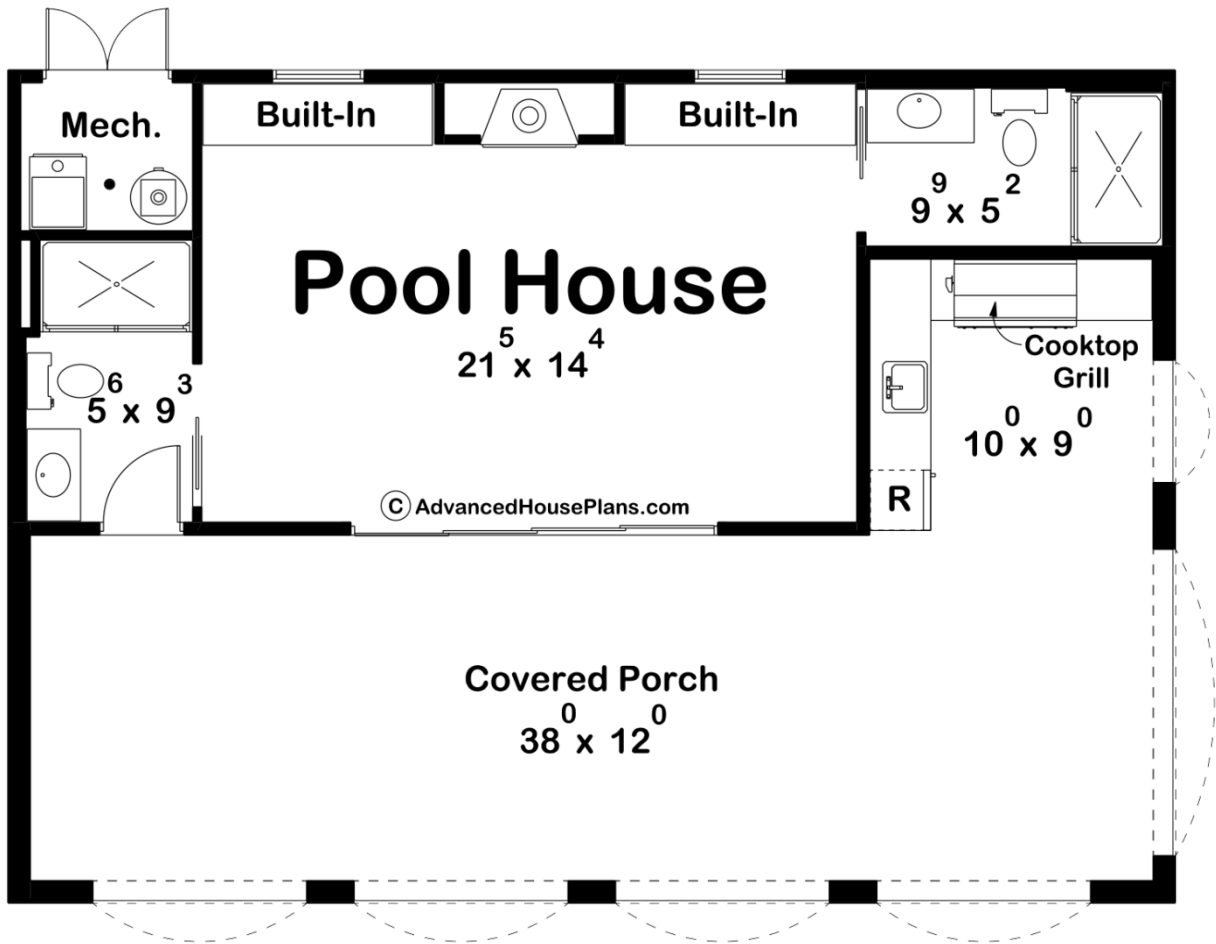 Mech.
Built-In
Built-In
9⁹ x 5²
Pool House
21⁵ x 14⁴
Cooktop
Grill
5⁶ x 9³
10⁰ x 9⁰
R
© AdvancedHousePlans.com
Covered Porch
38⁰ x 12⁰